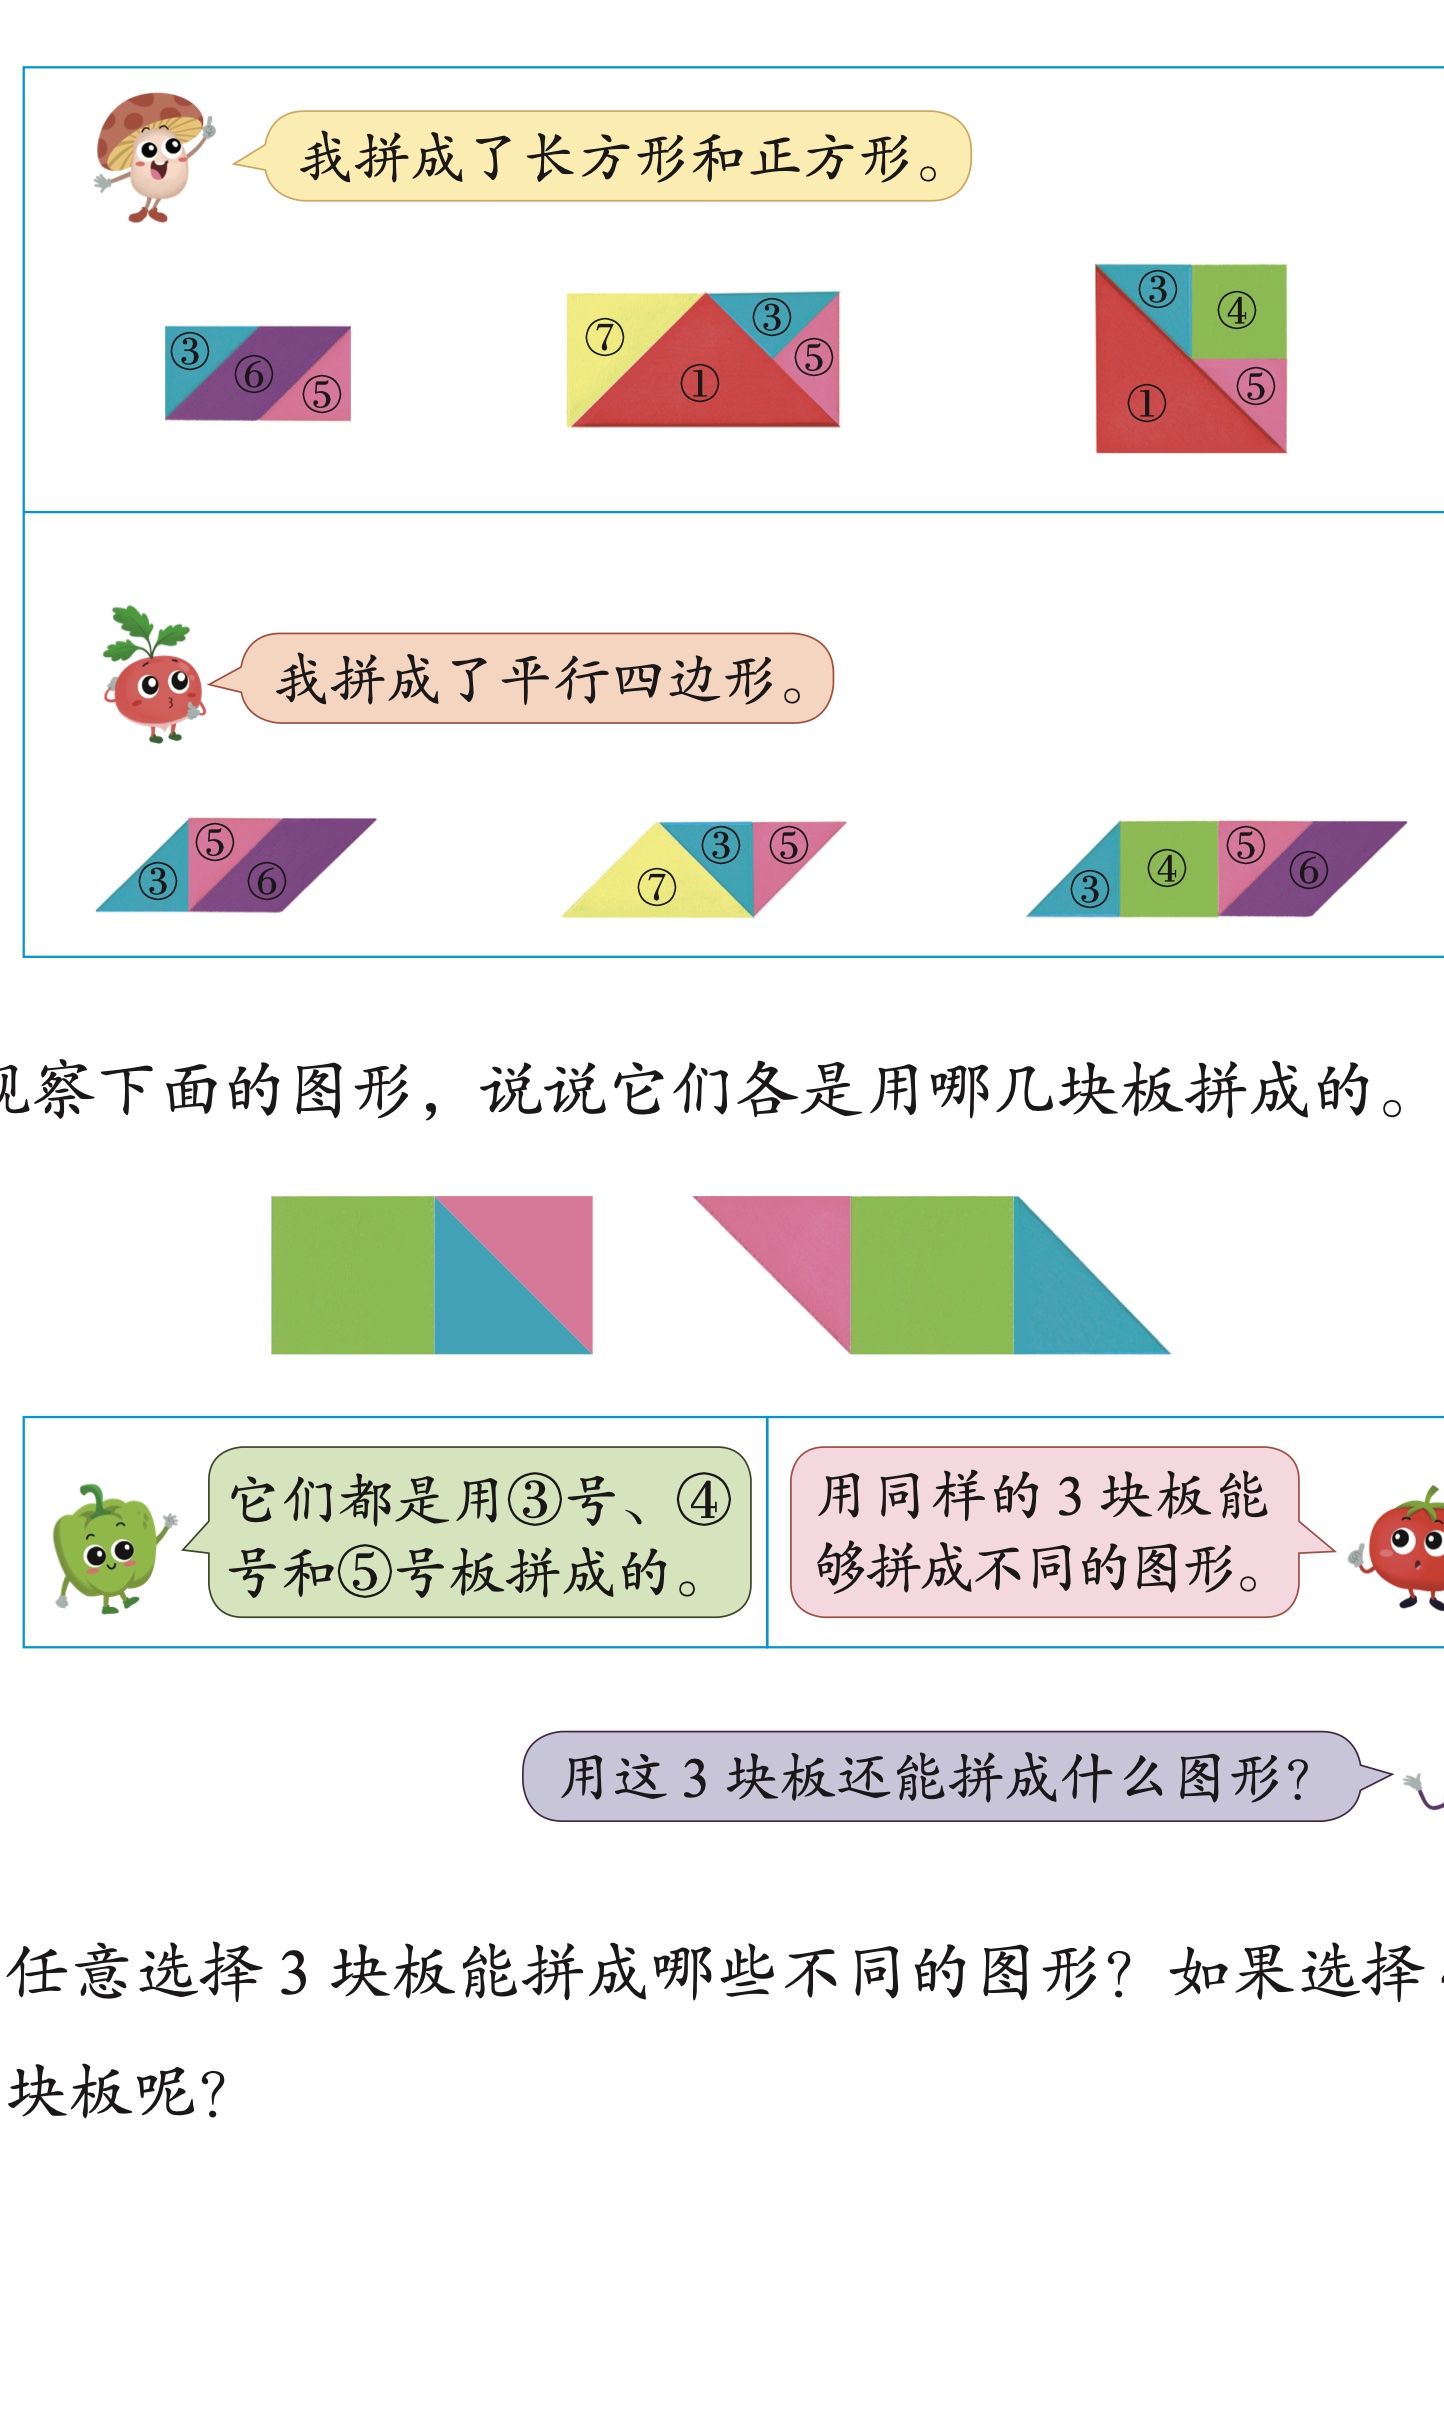 我拼成了长方形和正方形。
③ ⑥ ⑤
⑦ ① ③ ⑤
③ ④ ① ⑤
我拼成了平行四边形。
③ ⑤ ⑥
⑦ ③ ⑤
③ ④ ⑤ ⑥
观察下面的图形，说说它们各是用哪几块板拼成的。
它们都是用③号、④
号和⑤号板拼成的。
用同样的 3 块板能
够拼成不同的图形。
用这 3 块板还能拼成什么图形？
任意选择 3 块板能拼成哪些不同的图形？如果选择
块板呢？